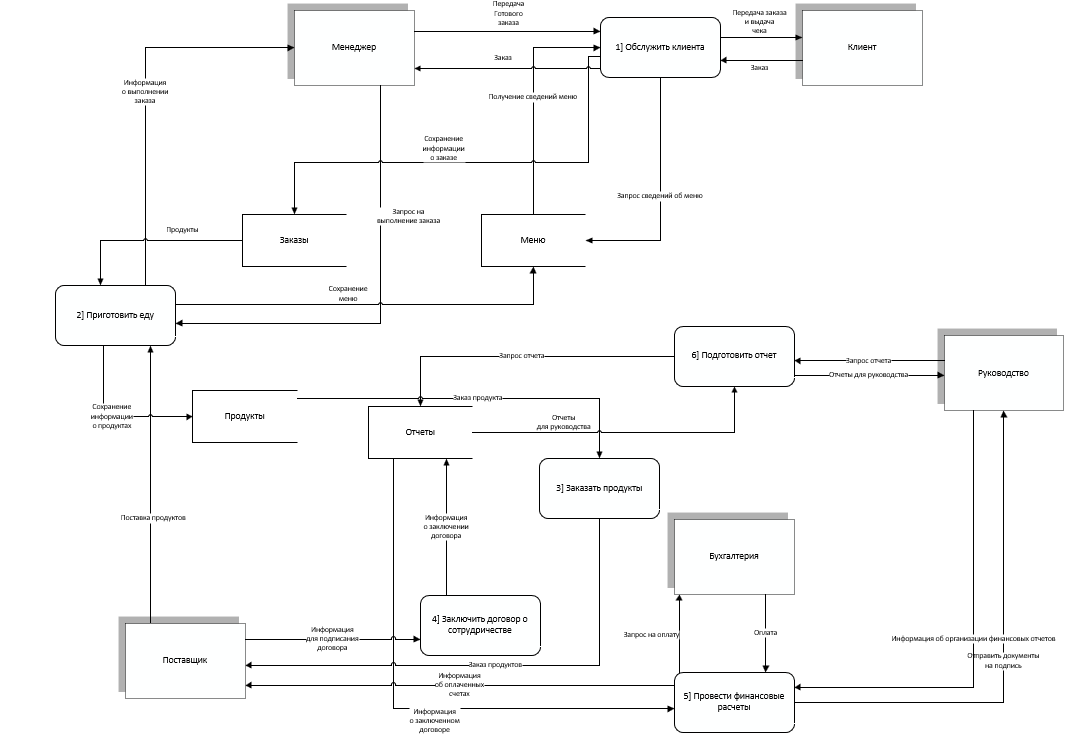 Передача
Готового
заказа
Передача заказа
и выдача
чека
Менеджер
1] Обслужить клиента
Клиент
Заказ
Заказ
Информация
о выполнении
заказа
Получение сведений меню
Сохранение
информации
о заказе
Запрос сведений об меню
Запрос на
выполнение заказа
Продукты
Заказы
Меню
Сохранение
меню
2] Приготовить еду
6] Подготовить отчет
Запрос отчета
Запрос отчета
Отчеты для руководства
Руководство
Сохранение
информации
о продуктах
Продукты
Заказ продукта
Отчеты
Отчеты
для руководства
3] Заказать продукты
Поставка продуктов
Информация
о заключении
договора
Бухгалтерия
4] Заключить договор о
сотрудничестве
Информация
для подписания
договора
Запрос на оплату
Оплата
Информация об организации финансовых отчетов
Отправить документы
на подпись
Поставщик
Заказ продуктов
Информация
об оплаченных
счетах
5] Провести финансовые
расчеты
Информация
о заключенном
договоре